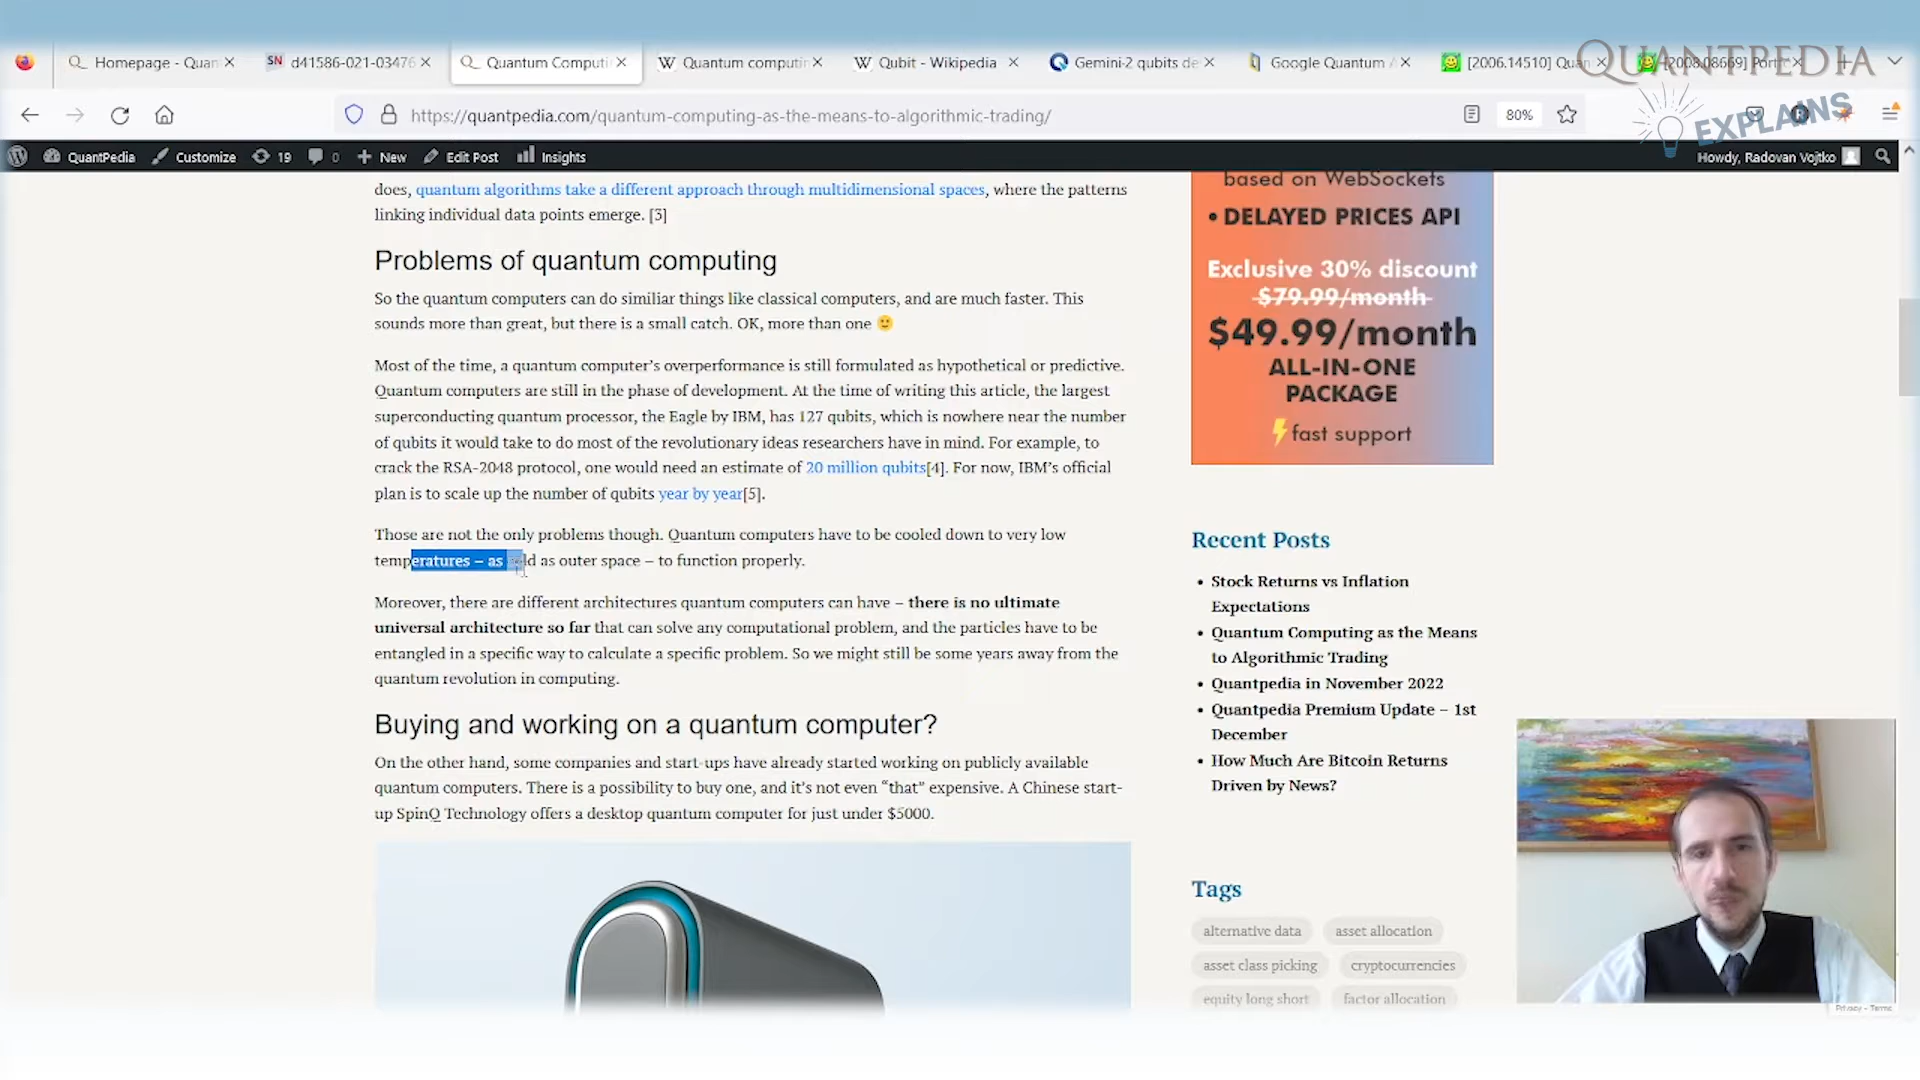 QUANTPEDIA
EXPLAINS
Homepage - Quan
SN d41586-021-03476
Quantum Computi
W Quantum computin
W Qubit - Wikipedia
Gemini-2 qubits de
Google Quantum A
[2006.14510] Quan
[2008.08669] Portfo
https://quantpedia.com/quantum-computing-as-the-means-to-algorithmic-trading/
80%
QuantPedia
Customize
19
0
New
Edit Post
Insights
Howdy, Radovan Vojtko
does, quantum algorithms take a different approach through multidimensional spaces, where the patterns
linking individual data points emerge. [3]
Problems of quantum computing
So the quantum computers can do similiar things like classical computers, and are much faster. This
sounds more than great, but there is a small catch. OK, more than one 🙂
Most of the time, a quantum computer’s overperformance is still formulated as hypothetical or predictive.
Quantum computers are still in the phase of development. At the time of writing this article, the largest
superconducting quantum processor, the Eagle by IBM, has 127 qubits, which is nowhere near the number
of qubits it would take to do most of the revolutionary ideas researchers have in mind. For example, to
crack the RSA-2048 protocol, one would need an estimate of 20 million qubits[4]. For now, IBM’s official
plan is to scale up the number of qubits year by year[5].
Those are not the only problems though. Quantum computers have to be cooled down to very low
temperatures – as cold as outer space – to function properly.
Moreover, there are different architectures quantum computers can have – there is no ultimate
universal architecture so far that can solve any computational problem, and the particles have to be
entangled in a specific way to calculate a specific problem. So we might still be some years away from the
quantum revolution in computing.
Buying and working on a quantum computer?
On the other hand, some companies and start-ups have already started working on publicly available
quantum computers. There is a possibility to buy one, and it’s not even “that” expensive. A Chinese start-
up SpinQ Technology offers a desktop quantum computer for just under $5000.
based on WebSockets
• DELAYED PRICES API
Exclusive 30% discount
$79.99/month
$49.99/month
ALL-IN-ONE
PACKAGE
⚡fast support
Recent Posts
• Stock Returns vs Inflation
Expectations
• Quantum Computing as the Means
to Algorithmic Trading
• Quantpedia in November 2022
• Quantpedia Premium Update – 1st
December
• How Much Are Bitcoin Returns
Driven by News?
Tags
alternative data
asset allocation
asset class picking
cryptocurrencies
equity long short
factor allocation
Privacy - Terms